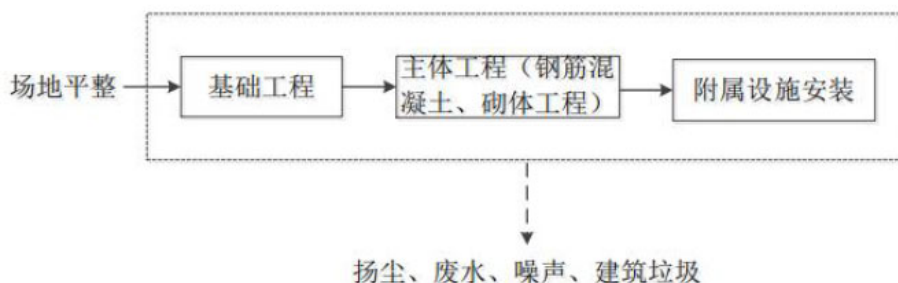 场地平整
基础工程
主体工程（钢筋混
凝土、砌体工程）
附属设施安装
扬尘、废水、噪声、建筑垃圾